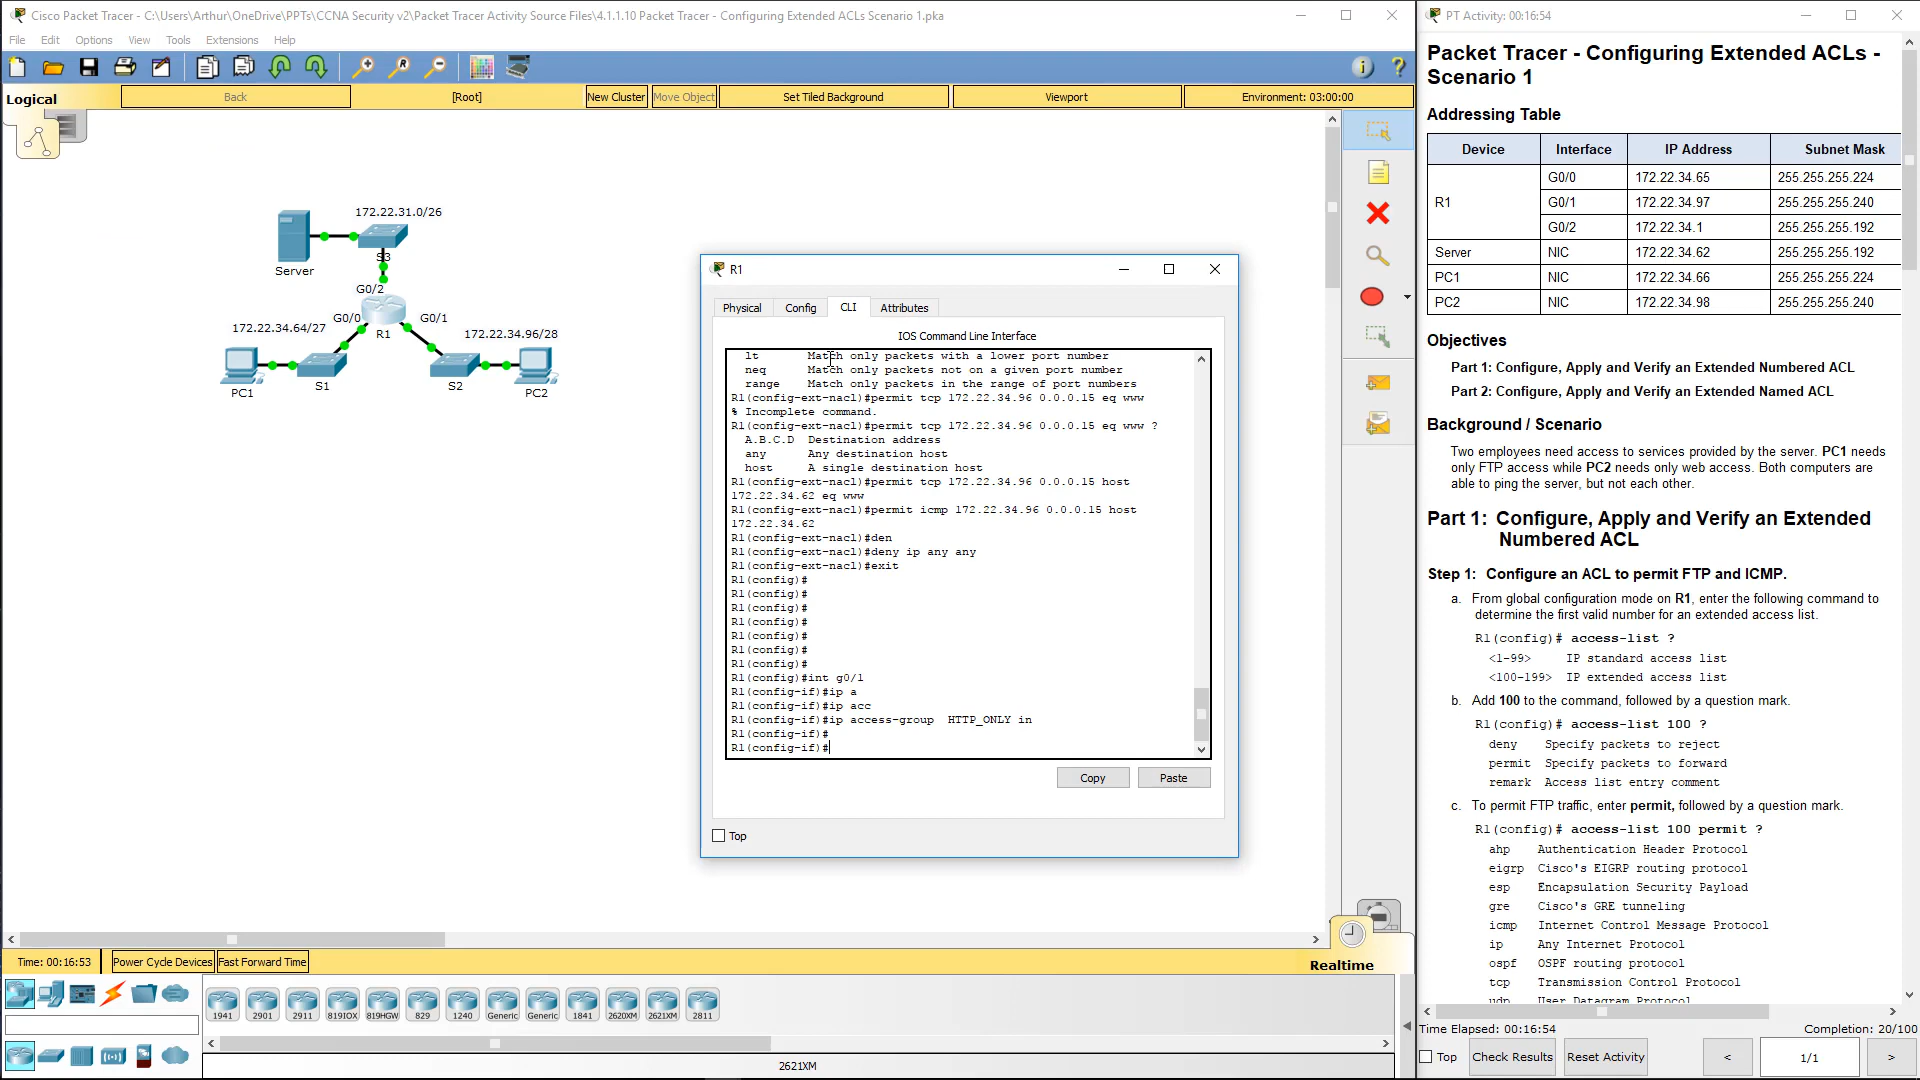 Cisco Packet Tracer - C:\Users\Arthur\OneDrive\PPTs\CCNA Security v2\Packet Tracer Activity Source Files\4.1.1.10 Packet Tracer - Configuring Extended ACLs Scenario 1.pka
File Edit Options View Tools Extensions Help
Logical
Back
[Root]
New Cluster
Move Object
Set Tiled Background
Viewport
Environment: 03:00:00
172.22.31.0/26
Server
S3
G0/2
G0/0
G0/1
R1
172.22.34.64/27
172.22.34.96/28
PC1
S1
S2
PC2
R1
Physical Config CLI Attributes
IOS Command Line Interface
lt Match only packets with a lower port number
neq Match only packets not on a given port number
range Match only packets in the range of port numbers
R1(config-ext-nacl)#permit tcp 172.22.34.96 0.0.0.15 eq www
% Incomplete command.
R1(config-ext-nacl)#permit tcp 172.22.34.96 0.0.0.15 eq www ?
A.B.C.D Destination address
any Any destination host
host A single destination host
R1(config-ext-nacl)#permit tcp 172.22.34.96 0.0.0.15 host
172.22.34.62 eq www
R1(config-ext-nacl)#permit icmp 172.22.34.96 0.0.0.15 host
172.22.34.62
R1(config-ext-nacl)#den
R1(config-ext-nacl)#deny ip any any
R1(config-ext-nacl)#exit
R1(config)#
R1(config)#
R1(config)#
R1(config)#
R1(config)#
R1(config)#
R1(config)#
R1(config)#int g0/1
R1(config-if)#ip a
R1(config-if)#ip acc
R1(config-if)#ip access-group HTTP_ONLY in
R1(config-if)#
R1(config-if)#
Copy
Paste
Top
Time: 00:16:53
Power Cycle Devices
Fast Forward Time
Realtime
1941 2901 2911 819IOX 819HGW 829 1240 Generic Generic 1841 2620XM 2621XM 2811
2621XM
PT Activity: 00:16:54
Packet Tracer - Configuring Extended ACLs -
Scenario 1
Addressing Table
Device Interface IP Address Subnet Mask
R1 G0/0 172.22.34.65 255.255.255.224
G0/1 172.22.34.97 255.255.255.240
G0/2 172.22.34.1 255.255.255.192
Server NIC 172.22.34.62 255.255.255.192
PC1 NIC 172.22.34.66 255.255.255.224
PC2 NIC 172.22.34.98 255.255.255.240
Objectives
Part 1: Configure, Apply and Verify an Extended Numbered ACL
Part 2: Configure, Apply and Verify an Extended Named ACL
Background / Scenario
Two employees need access to services provided by the server. PC1 needs
only FTP access while PC2 needs only web access. Both computers are
able to ping the server, but not each other.
Part 1: Configure, Apply and Verify an Extended
Numbered ACL
Step 1: Configure an ACL to permit FTP and ICMP.
a. From global configuration mode on R1, enter the following command to
determine the first valid number for an extended access list.
R1(config)# access-list ?
<1-99> IP standard access list
<100-199> IP extended access list
b. Add 100 to the command, followed by a question mark.
R1(config)# access-list 100 ?
deny Specify packets to reject
permit Specify packets to forward
remark Access list entry comment
c. To permit FTP traffic, enter permit, followed by a question mark.
R1(config)# access-list 100 permit ?
ahp Authentication Header Protocol
eigrp Cisco's EIGRP routing protocol
esp Encapsulation Security Payload
gre Cisco's GRE tunneling
icmp Internet Control Message Protocol
ip Any Internet Protocol
ospf OSPF routing protocol
tcp Transmission Control Protocol
udp User Datagram Protocol
Time Elapsed: 00:16:54
Completion: 20/100
Top
Check Results
Reset Activity
<
1/1
>